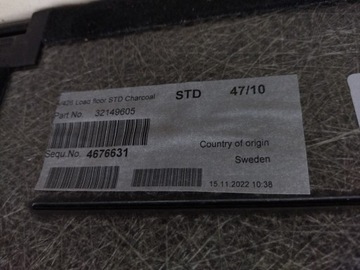 V426 Load floor STD Charcoal STD 47/10
Part No. 32149605
Sequ.No. 4676631
Country of origin
Sweden
15.11.2022 10:38